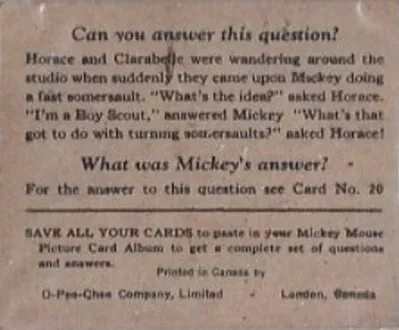 Can you answer this question?
Horace and Clarabelle were wandering around the
studio when suddenly they came upon Mickey doing
a fast somersault. "What's the idea?" asked Horace.
"I'm a Boy Scout," answered Mickey "What's that
got to do with turning somersaults?" asked Horace!
What was Mickey's answer?
For the answer to this question see Card No. 20
SAVE ALL YOUR CARDS to paste in your Mickey Mouse
Picture Card Album to get a complete set of questions
and answers.
Printed in Canada by
O-Pee-Chee Company, Limited - London, Canada